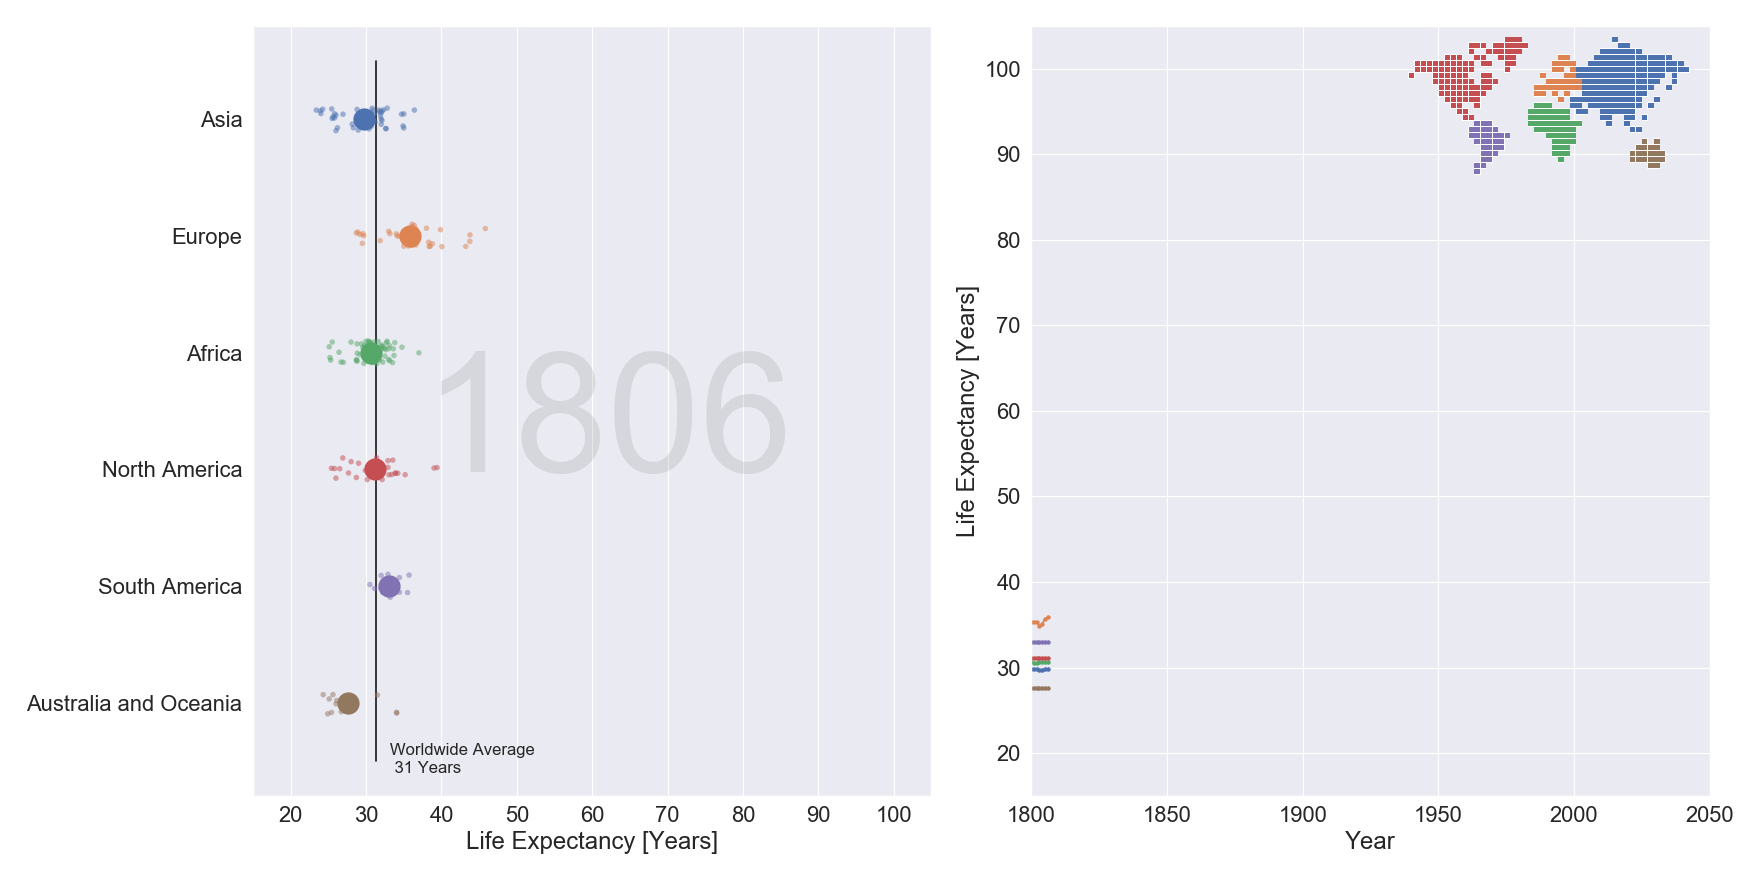 Asia
Europe
Africa
North America
South America
Australia and Oceania
1806
Worldwide Average
31 Years
20 30 40 50 60 70 80 90 100
Life Expectancy [Years]
Life Expectancy [Years]
100
90
80
70
60
50
40
30
20
1800 1850 1900 1950 2000 2050
Year